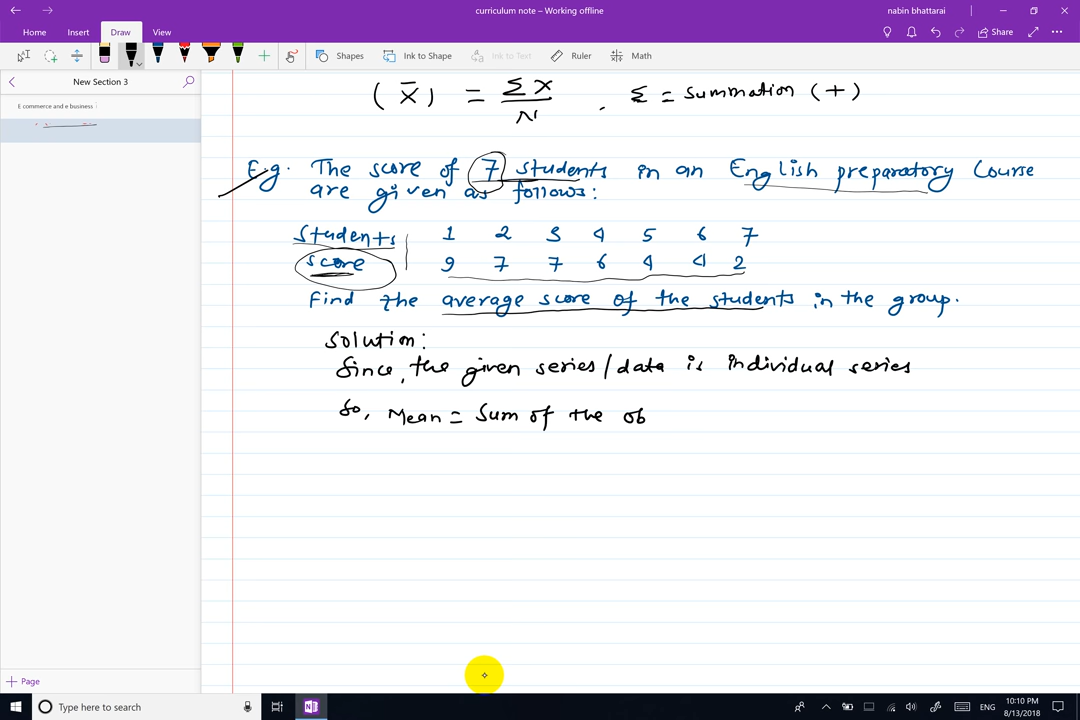 curriculum note – Working offline
nabin bhattarai
Home Insert Draw View
Share
Shapes Ink to Shape Ink to Text Ruler Math
New Section 3
E commerce and e business
(X̄) = ΣX/N , Σ = Summation (+)
E.g. The score of 7 students in an English preparatory Course
are given as follows:
Students 1 2 3 4 5 6 7
Score 9 7 7 6 4 4 2
Find the average score of the students in the group.
Solution:
Since, the given series/data is individual series
So, Mean = Sum of the ob
+ Page
Type here to search
ENG
10:10 PM
8/13/2018